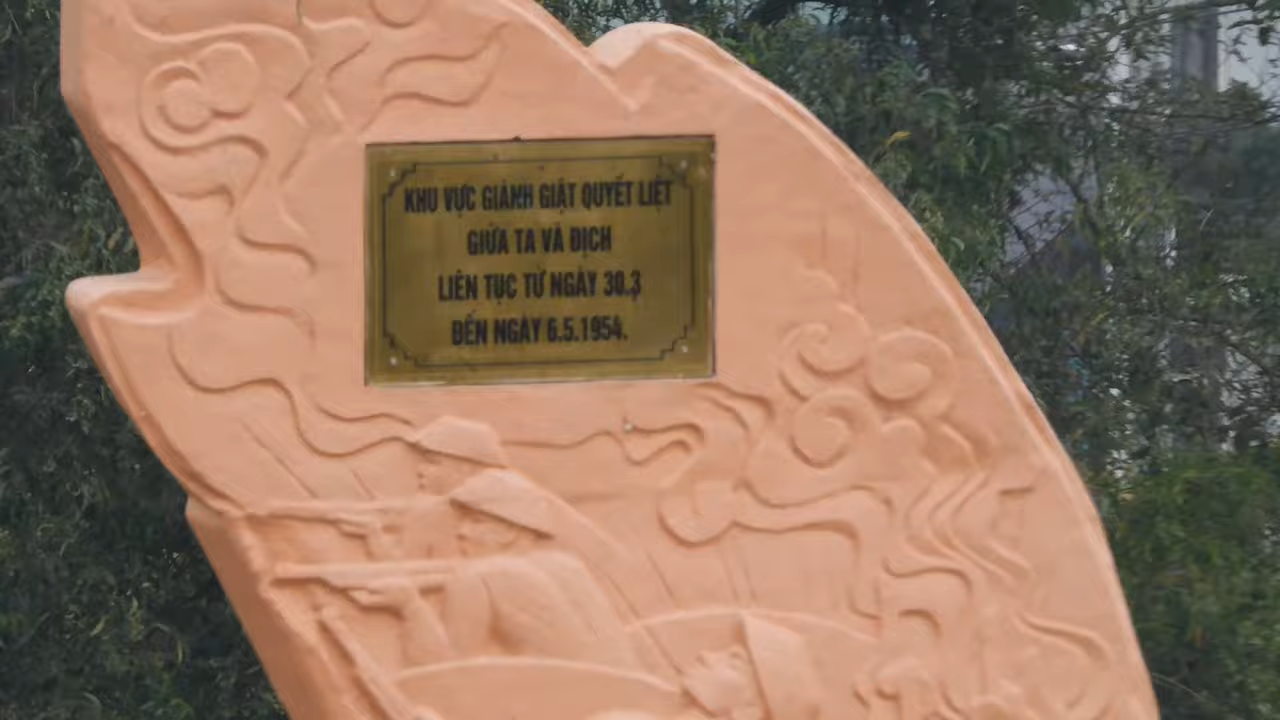 KHU VỰC GIÀNH GIẬT QUYẾT LIỆT
GIỮA TA VÀ ĐỊCH
LIÊN TỤC TỪ NGÀY 30.3
ĐẾN NGÀY 6.5.1954.